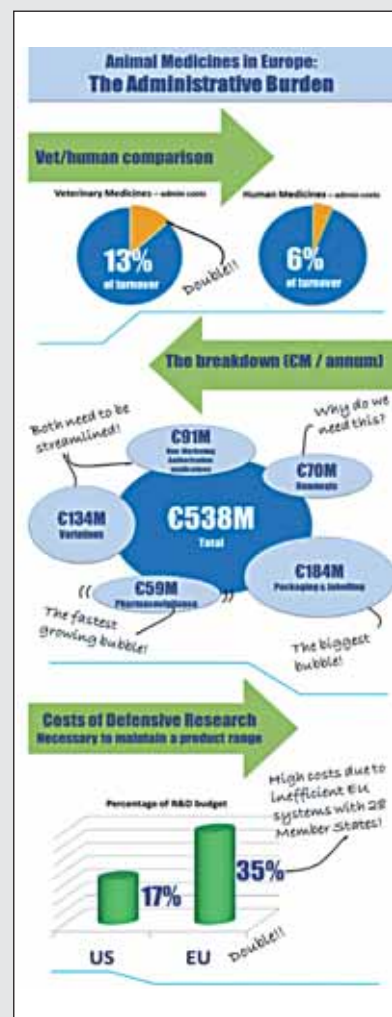 Animal Medicines in Europe:
The Administrative Burden
Vet/human comparison
Veterinary Medicines – admin costs
Human Medicines – admin costs
13%
of turnover
Double!!
6%
of turnover
The breakdown (€M / annum)
Both need to be
streamlined!
€91M
New Marketing
Authorisation
applications
Why do we
need this?
€70M
Renewals
€134M
Variations
€538M
Total
€184M
Packaging & Labelling
€59M
Pharmacovigilance
The fastest
growing bubble!
The biggest
bubble!
Costs of Defensive Research
Necessary to maintain a product range
Percentage of R&D budget
High costs due to
inefficient EU
systems with 28
Member States!
17%
35%
US
EU
Double!!